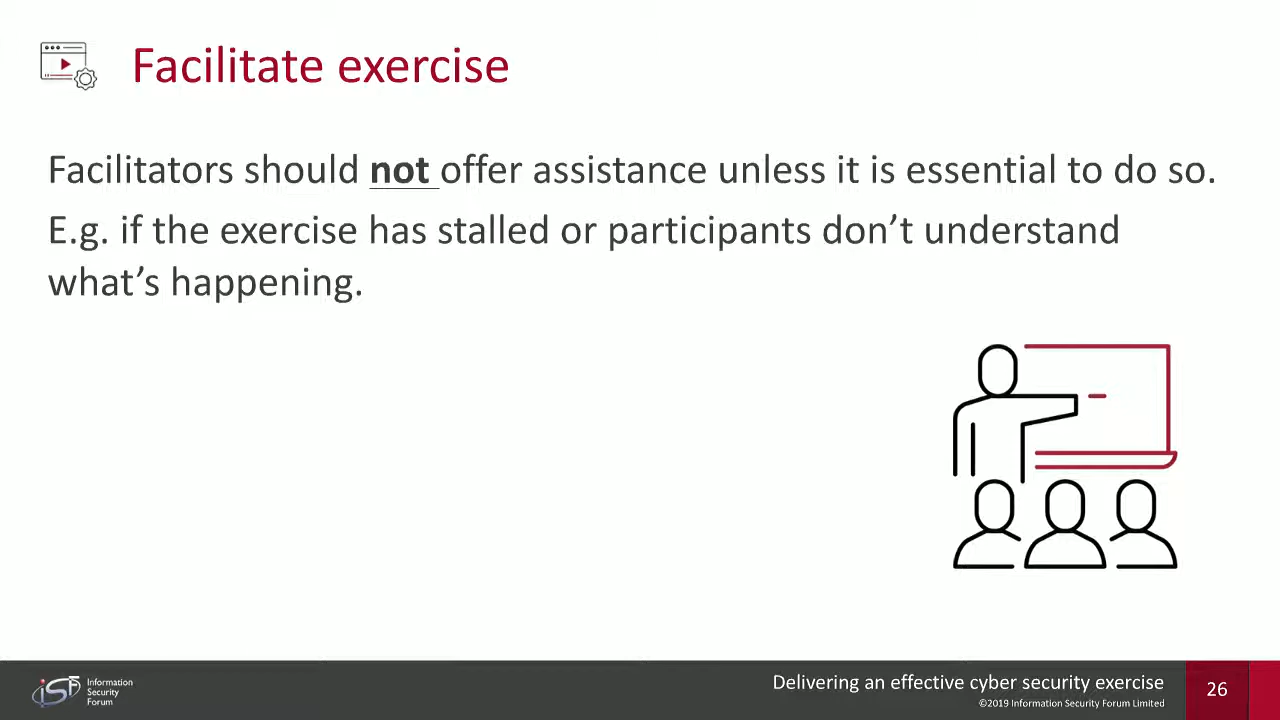 Facilitate exercise
Facilitators should not offer assistance unless it is essential to do so.
E.g. if the exercise has stalled or participants don’t understand
what’s happening.
iSF
Information
Security
Forum
Delivering an effective cyber security exercise
©2019 Information Security Forum Limited
26